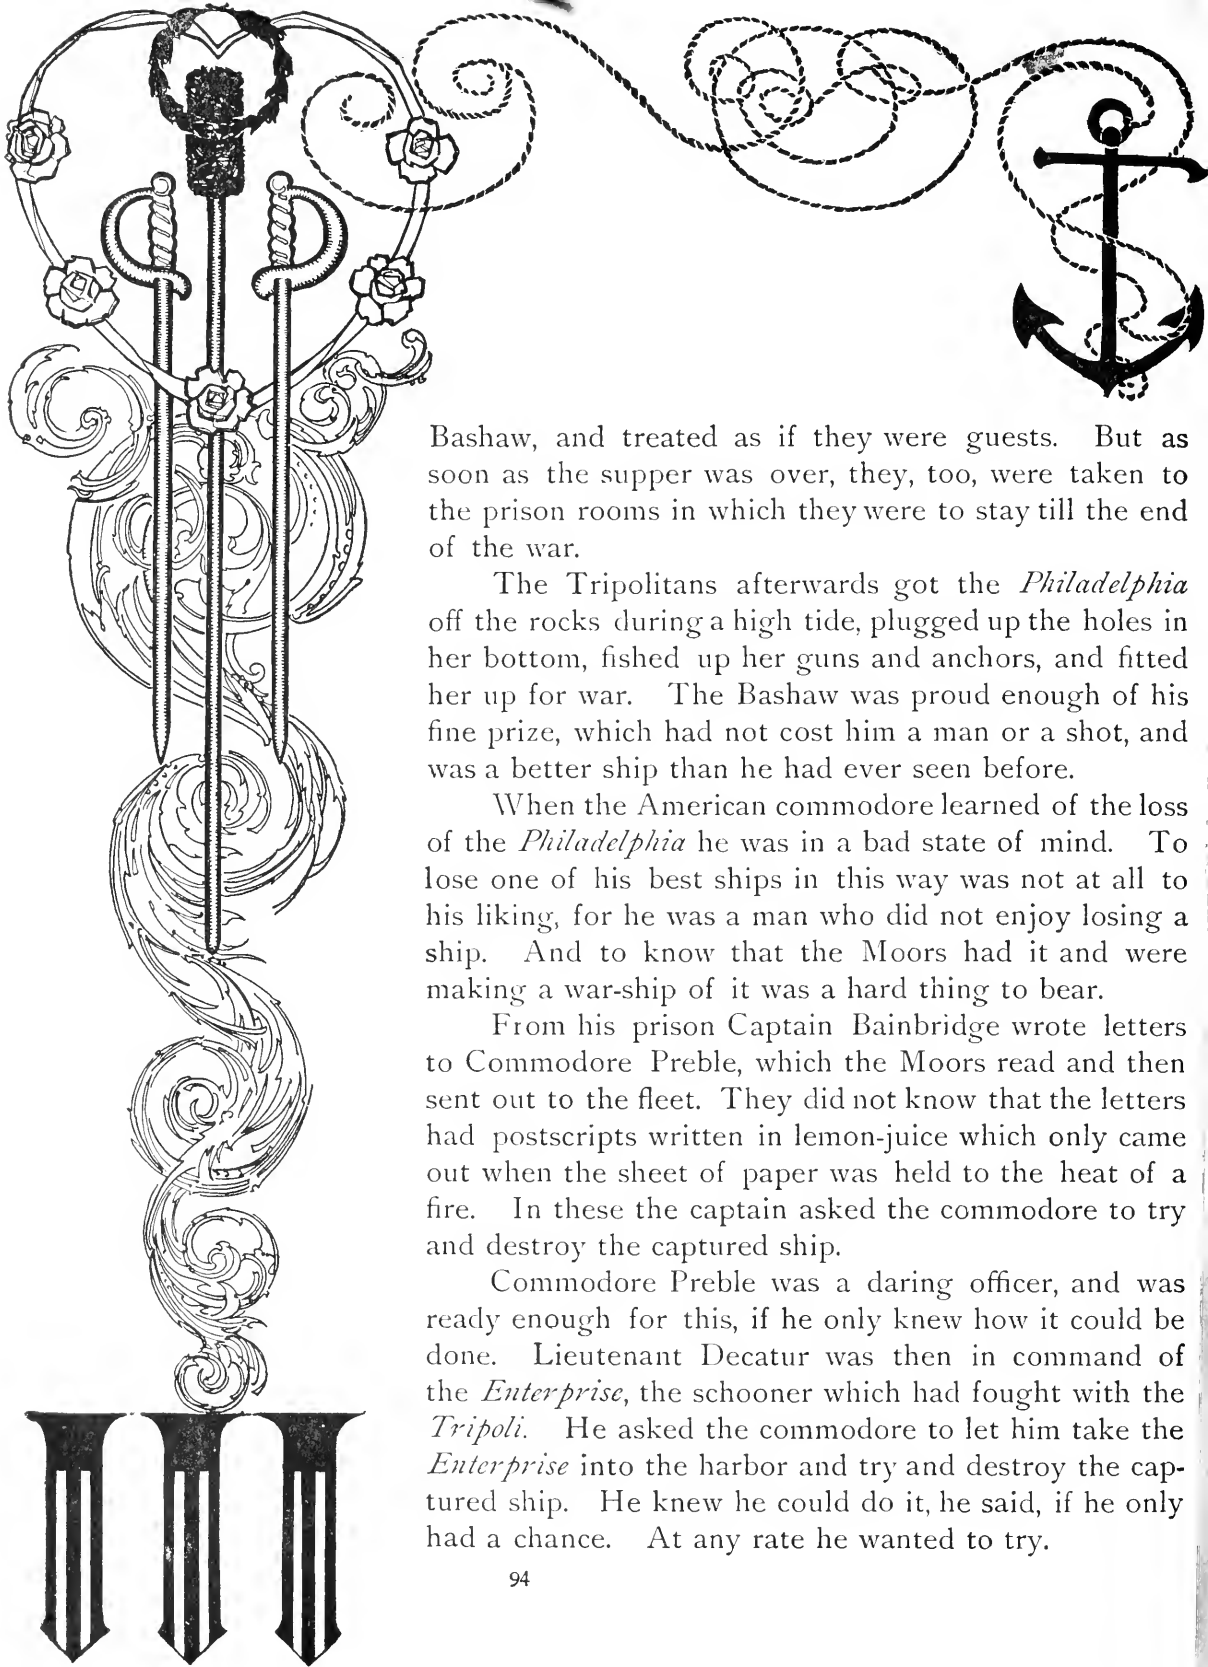 Bashaw, and treated as if they were guests. But as
soon as the supper was over, they, too, were taken to
the prison rooms in which they were to stay till the end
of the war.
The Tripolitans afterwards got the Philadelphia
off the rocks during a high tide, plugged up the holes in
her bottom, fished up her guns and anchors, and fitted
her up for war. The Bashaw was proud enough of his
fine prize, which had not cost him a man or a shot, and
was a better ship than he had ever seen before.
When the American commodore learned of the loss
of the Philadelphia he was in a bad state of mind. To
lose one of his best ships in this way was not at all to
his liking, for he was a man who did not enjoy losing a
ship. And to know that the Moors had it and were
making a war-ship of it was a hard thing to bear.
From his prison Captain Bainbridge wrote letters
to Commodore Preble, which the Moors read and then
sent out to the fleet. They did not know that the letters
had postscripts written in lemon-juice which only came
out when the sheet of paper was held to the heat of a
fire. In these the captain asked the commodore to try
and destroy the captured ship.
Commodore Preble was a daring officer, and was
ready enough for this, if he only knew how it could be
done. Lieutenant Decatur was then in command of
the Enterprise, the schooner which had fought with the
Tripoli. He asked the commodore to let him take the
Enterprise into the harbor and try and destroy the cap-
tured ship. He knew he could do it, he said, if he only
had a chance. At any rate he wanted to try.
94